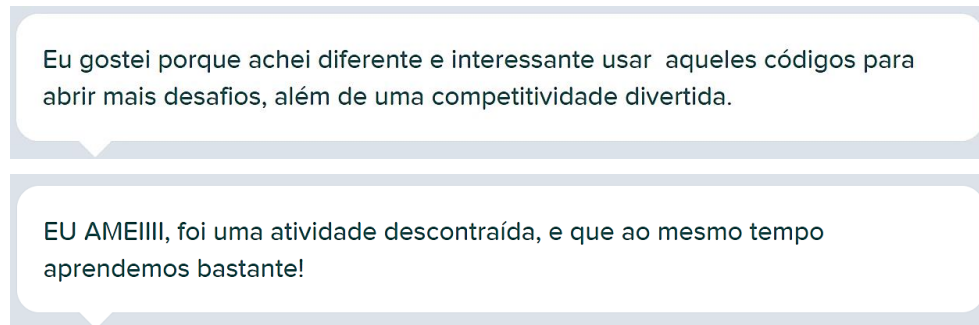 Eu gostei porque achei diferente e interessante usar  aqueles códigos para
abrir mais desafios, além de uma competitividade divertida.
EU AMEIIII, foi uma atividade descontraída, e que ao mesmo tempo
aprendemos bastante!